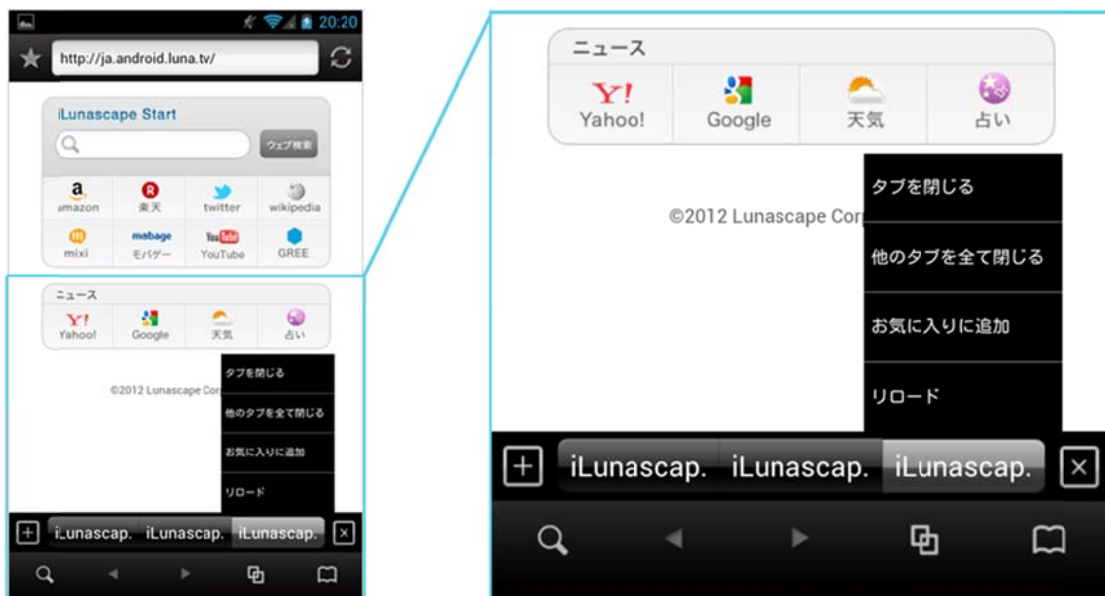 20:20
http://ja.android.luna.tv/
iLunascape Start
ウェブ検索
a
amazon
R
楽天
twitter
wikipedia
m
mixi
mobage
モバゲー
You Tube
YouTube
GREE
ニュース
Y!
Yahoo!
g
Google
天気
占い
©2012 Lunascape Corp
タブを閉じる
他のタブを全て閉じる
お気に入りに追加
リロード
iLunascap. iLunascap. iLunascap.
ニュース
Y!
Yahoo!
g
Google
天気
占い
©2012 Lunascape Corp
タブを閉じる
他のタブを全て閉じる
お気に入りに追加
リロード
iLunascap. iLunascap. iLunascap.